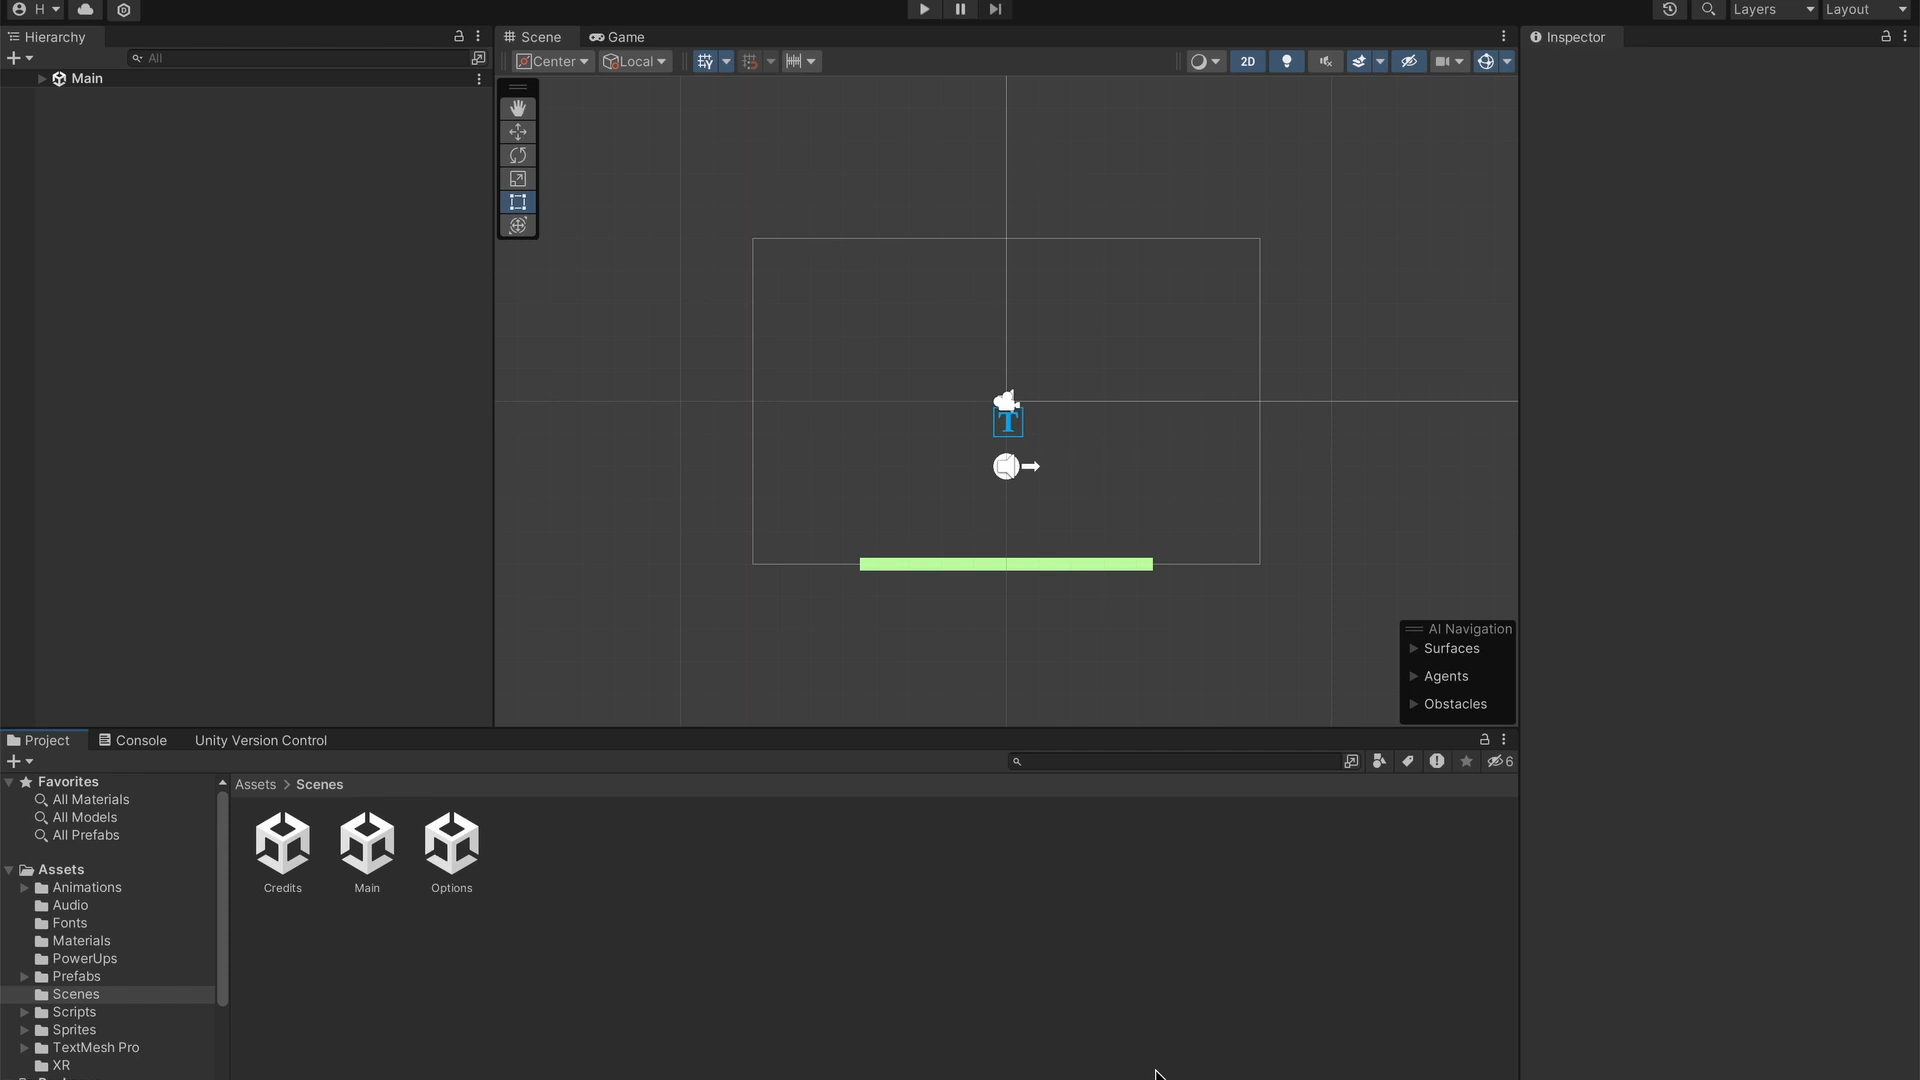 H
Layers
Layout
Hierarchy
Scene
Game
Inspector
All
Center
Local
2D
Main
T
AI Navigation
Surfaces
Agents
Obstacles
Project
Console
Unity Version Control
6
Favorites
All Materials
All Models
All Prefabs
Assets
Animations
Audio
Fonts
Materials
PowerUps
Prefabs
Scenes
Scripts
Sprites
TextMesh Pro
XR
Assets > Scenes
Credits
Main
Options